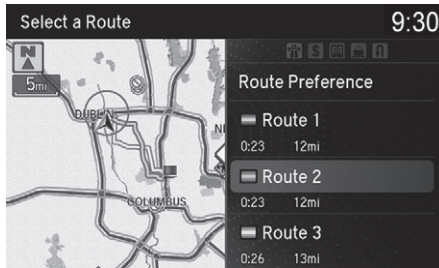 Select a Route
9:30
N
5mi
S
Route Preference
DUBLIN
Route 1
0:23 12mi
Route 2
0:23 12mi
COLUMBUS
Route 3
0:26 13mi